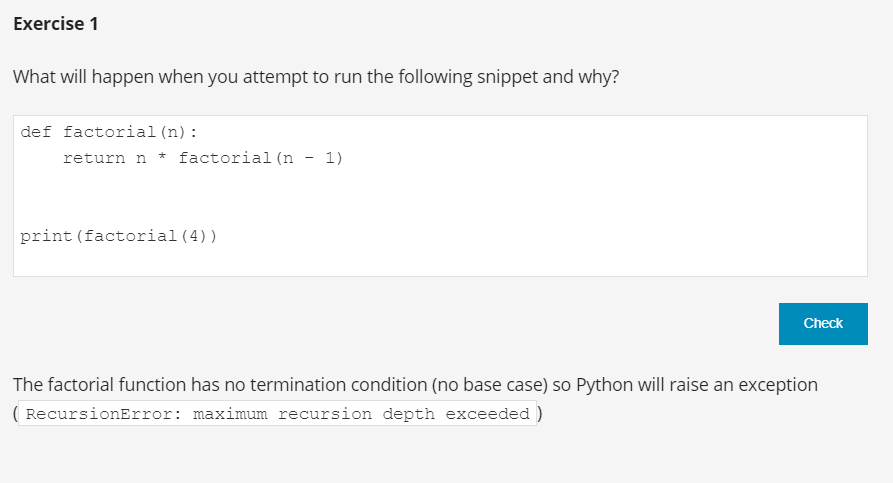 Exercise 1
What will happen when you attempt to run the following snippet and why?
def factorial(n):
    return n * factorial(n - 1)
print(factorial(4))
Check
The factorial function has no termination condition (no base case) so Python will raise an exception
( RecursionError: maximum recursion depth exceeded )